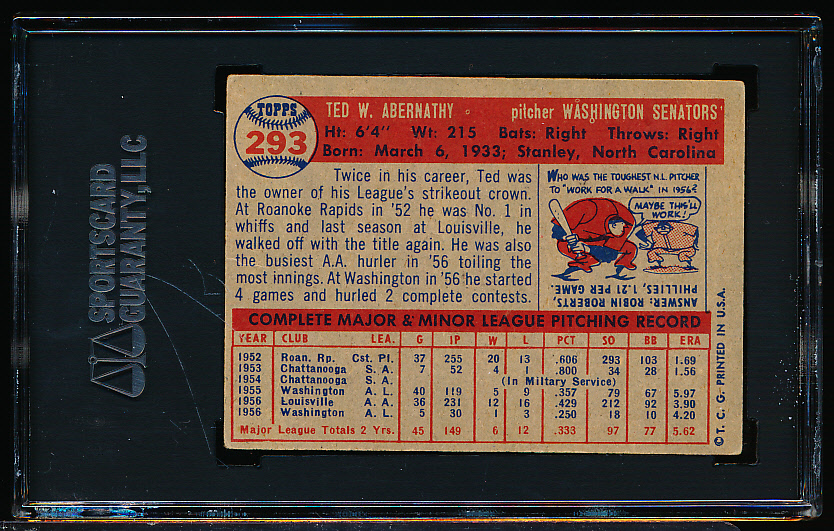 SPORTSCARD
GUARANTY, LLC
TOPPS
293
TED W. ABERNATHY pitcher WASHINGTON SENATORS
Ht: 6'4" Wt: 215 Bats: Right Throws: Right
Born: March 6, 1933; Stanley, North Carolina
Twice in his career, Ted was
the owner of his League's strikeout crown.
At Roanoke Rapids in '52 he was No. 1 in
whiffs and last season at Louisville, he
walked off with the title again. He was also
the busiest A.A. hurler in '56 toiling the
most innings. At Washington in '56 he started
4 games and hurled 2 complete contests.
WHO WAS THE TOUGHEST N.L. PITCHER
TO "WORK FOR A WALK" IN 1956?
MAYBE THIS'LL
WORK!
ANSWER: ROBIN ROBERTS,
PHILLIES, 1.21 PER GAME.
COMPLETE MAJOR & MINOR LEAGUE PITCHING RECORD
YEAR CLUB LEA. G IP W L PCT SO BB ERA
1952 Roan. Rp. Cst. Pl. 37 255 20 13 .606 293 103 1.69
1953 Chattanooga S. A. 7 52 4 1 .800 34 28 1.56
1954 Chattanooga S. A. (In Military Service)
1955 Washington A. L. 40 119 5 9 .357 79 67 5.97
1956 Louisville A. A. 36 231 12 16 .429 212 92 3.90
1956 Washington A. L. 5 30 1 3 .250 18 10 4.20
Major League Totals 2 Yrs. 45 149 6 12 .333 97 77 5.62
© T. C. G. PRINTED IN U.S.A.